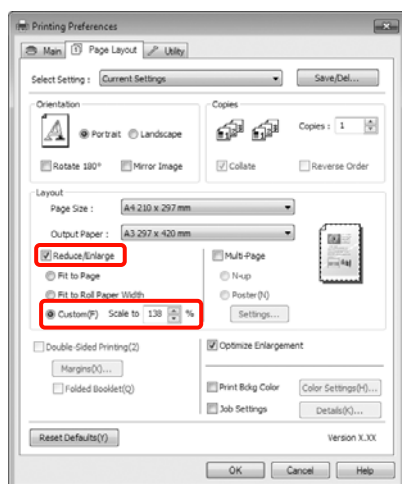 Printing Preferences
Main Page Layout Utility
Select Setting : Current Settings Save/Del...
Orientation
Portrait Landscape
Rotate 180° Mirror Image
Copies
Copies : 1
Collate Reverse Order
Layout
Page Size : A4 210 x 297 mm
Output Paper : A3 297 x 420 mm
Reduce/Enlarge
Fit to Page
Fit to Roll Paper Width
Custom(F) Scale to 138 %
Multi-Page
N-up
Poster(N)
Settings...
Double-Sided Printing(2)
Margins(X)...
Folded Booklet(Q)
Optimize Enlargement
Print Bckg Color Color Settings(H)...
Job Settings Details(K)...
Reset Defaults(Y) Version X.XX
OK Cancel Help